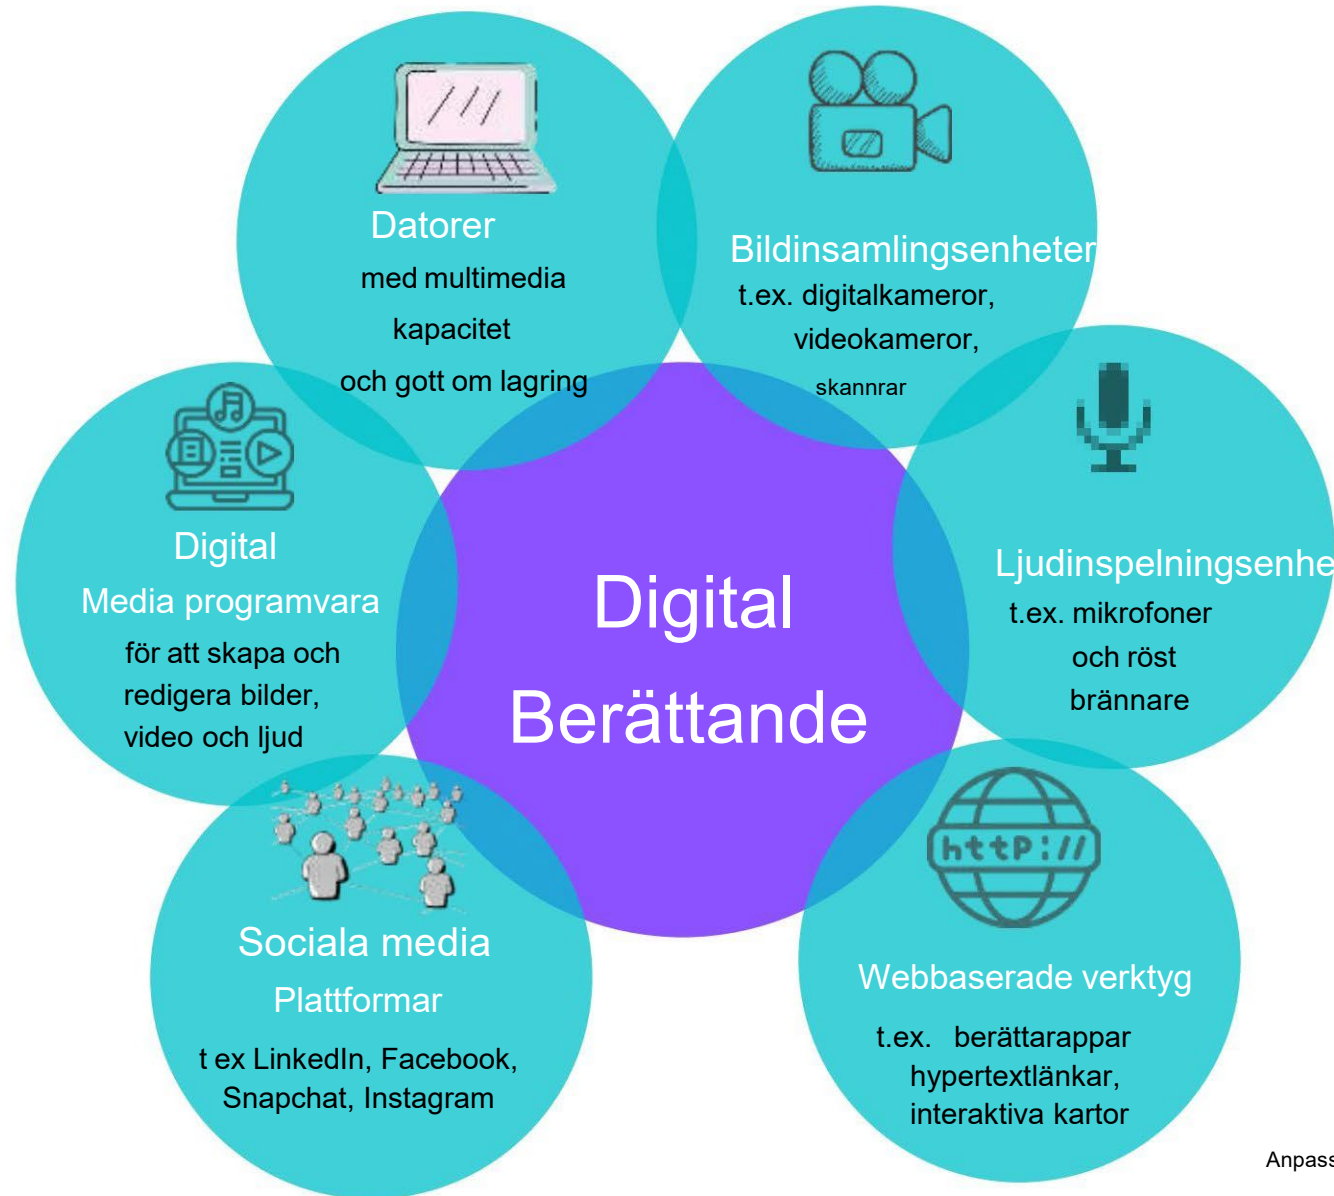 Datorer
med multimedia
kapacitet
och gott om lagring
Bildinsamlingsenheter
t.ex. digitalkameror,
videokameror,
skannrar
Ljudinspelningsenhe
t.ex. mikrofoner
och röst
brännare
Digital
Media programvara
för att skapa och
redigera bilder,
video och ljud
Digital
Berättande
Sociala media
Plattformar
t ex LinkedIn, Facebook,
Snapchat, Instagram
http://
Webbaserade verktyg
t.ex. berättarappar
hypertextlänkar,
interaktiva kartor
Anpass